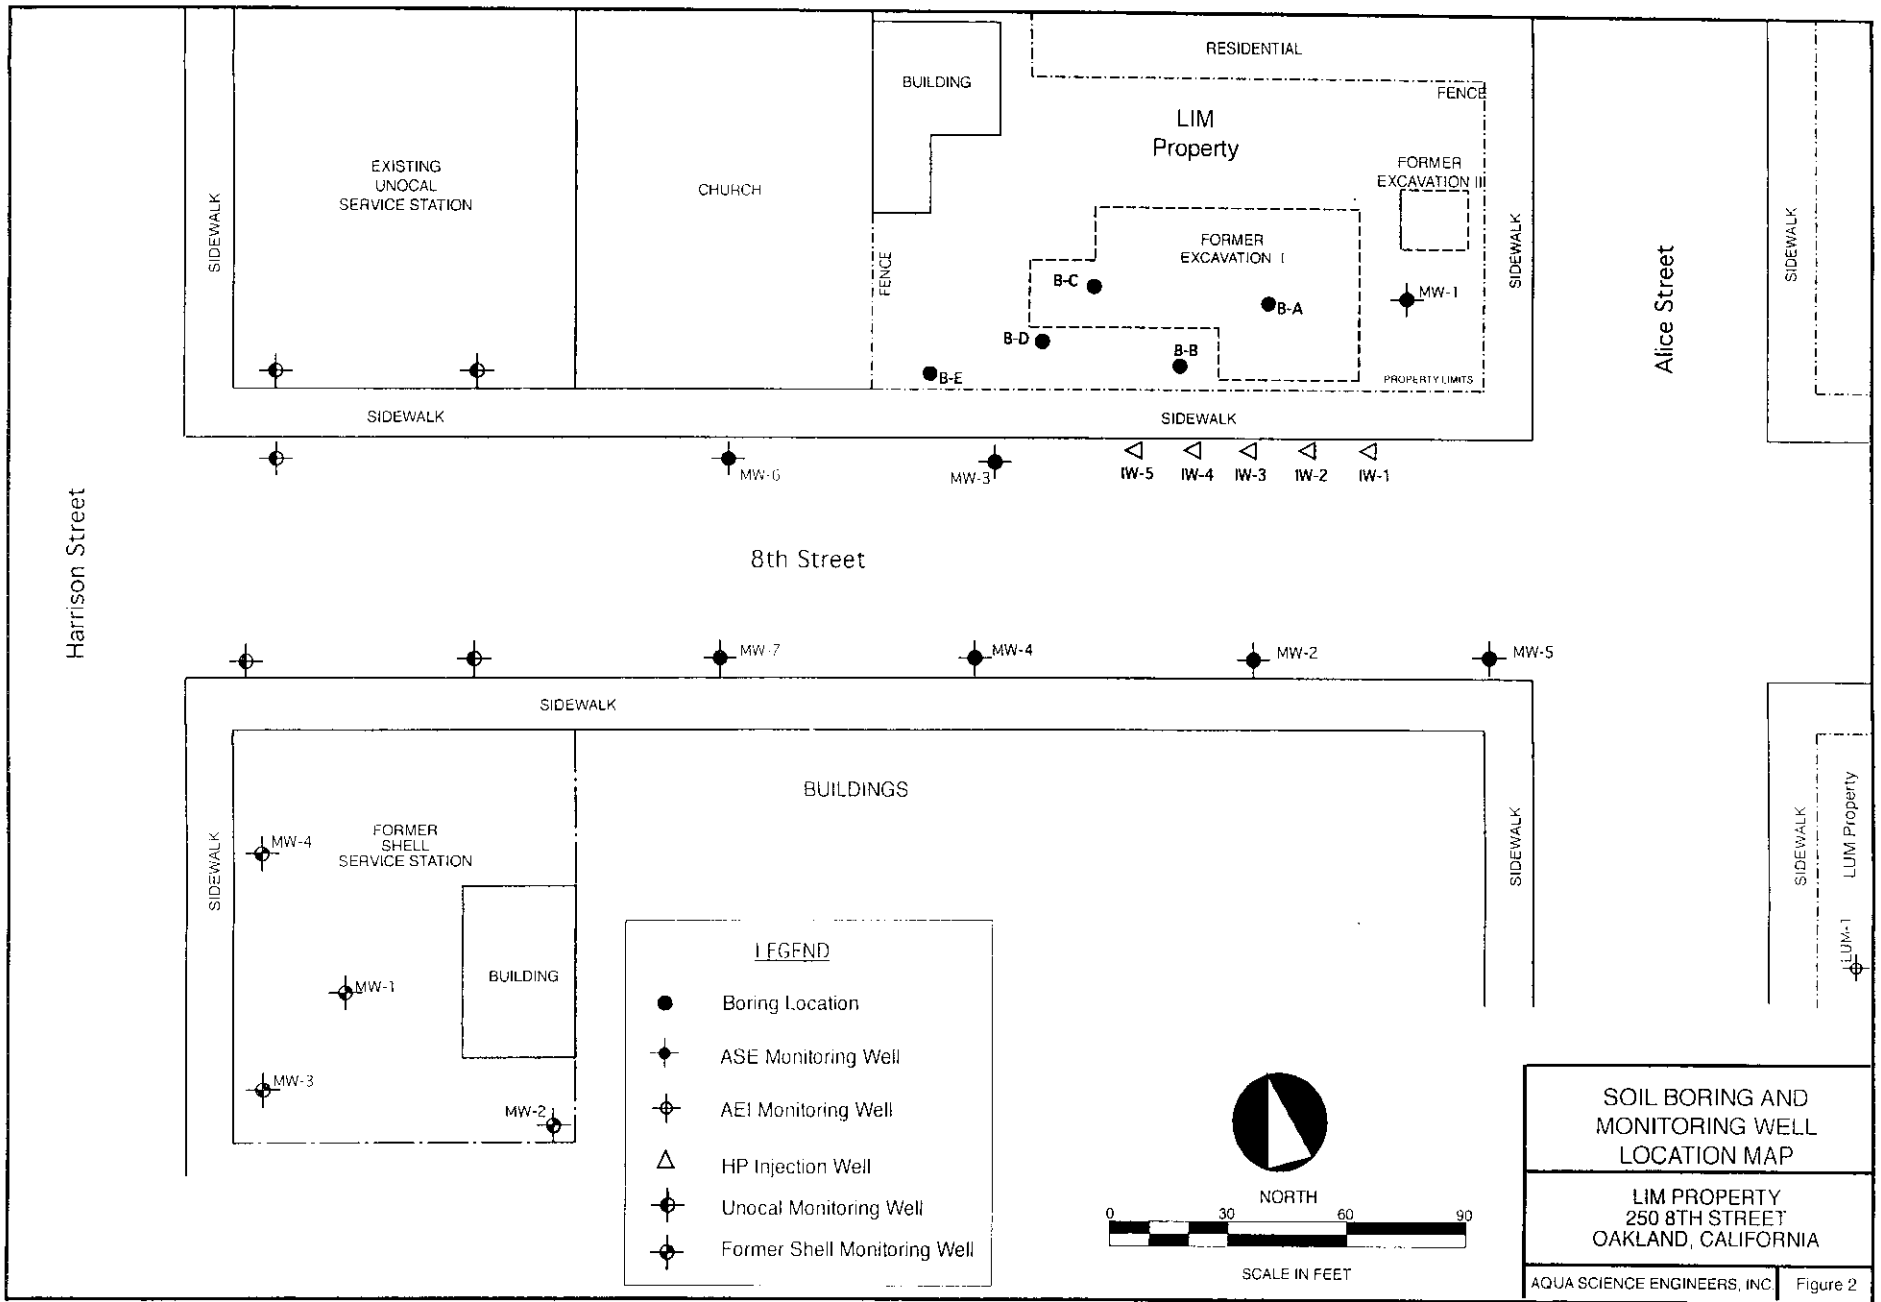 RESIDENTIAL
BUILDING
FENCE
LIM
Property
EXISTING
UNOCAL
SERVICE STATION
CHURCH
FORMER
EXCAVATION III
SIDEWALK
SIDEWALK
SIDEWALK
FENCE
FORMER
EXCAVATION I
B-C
B-A
MW-1
Alice Street
B-D
B-B
B-E
PROPERTY LIMITS
SIDEWALK
SIDEWALK
MW-6
MW-3
IW-5
IW-4
IW-3
IW-2
IW-1
Harrison Street
8th Street
MW-7
MW-4
MW-2
MW-5
SIDEWALK
BUILDINGS
SIDEWALK
MW-4
FORMER
SHELL
SERVICE STATION
SIDEWALK
SIDEWALK
LUM Property
LUM-1
BUILDING
MW-1
MW-3
MW-2
LEGEND
Boring Location
ASE Monitoring Well
AEI Monitoring Well
HP Injection Well
Unocal Monitoring Well
Former Shell Monitoring Well
NORTH
0 30 60 90
SCALE IN FEET
SOIL BORING AND
MONITORING WELL
LOCATION MAP
LIM PROPERTY
250 8TH STREET
OAKLAND, CALIFORNIA
AQUA SCIENCE ENGINEERS, INC.
Figure 2